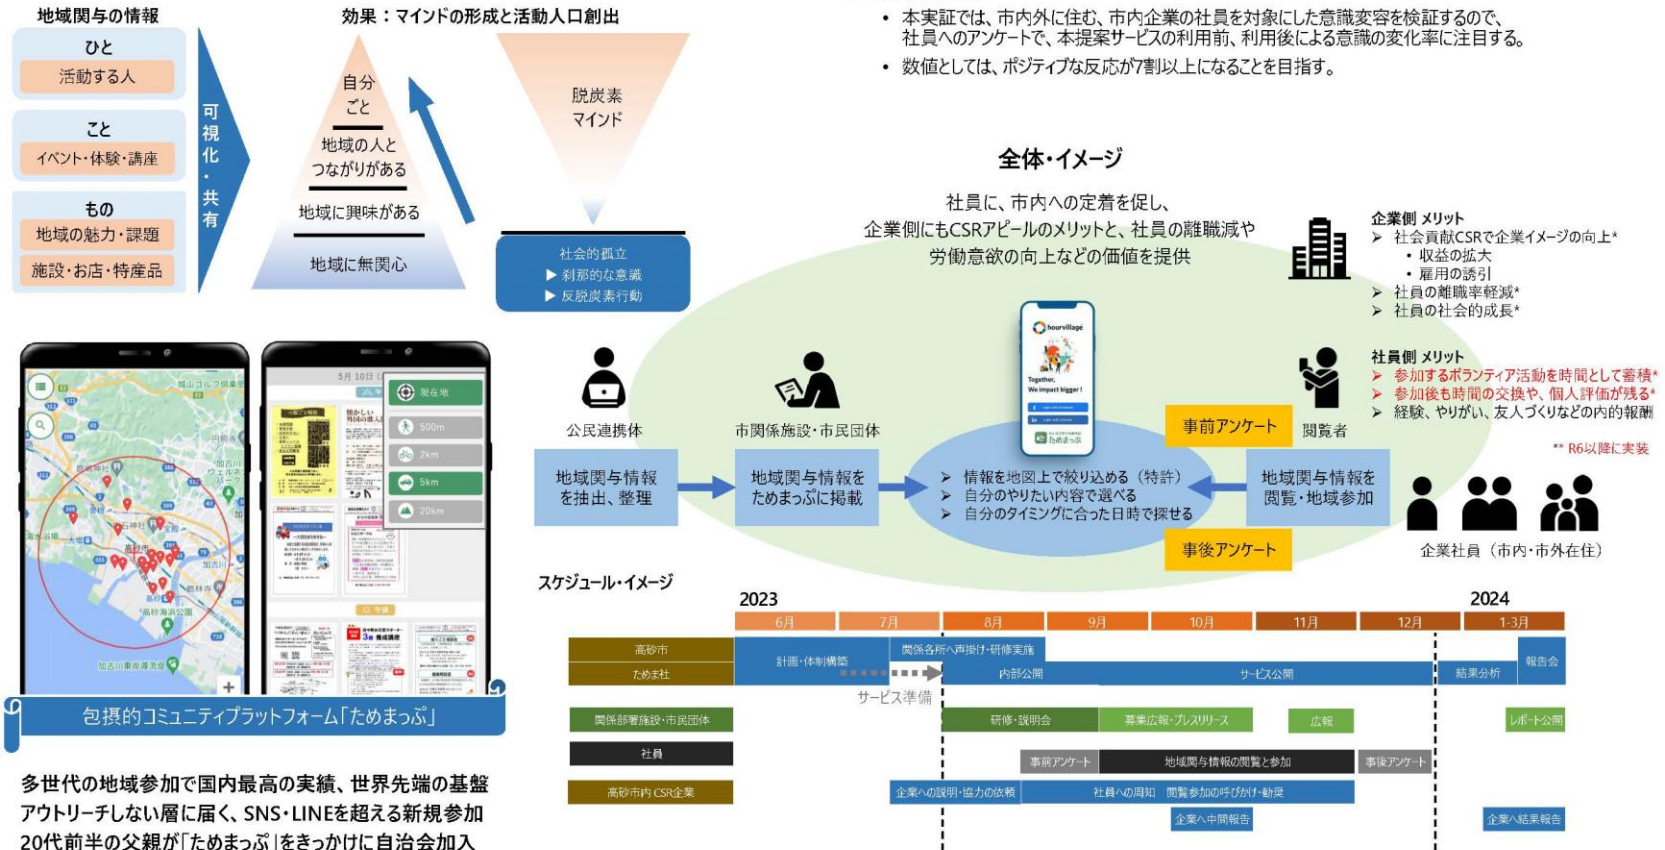 地域関与の情報
ひと
活動する人
こと
イベント・体験・講座
もの
地域の魅力・課題
施設・お店・特産品
可視化・共有
効果：マインドの形成と活動人口創出
自分
ごと
地域の人と
つながりがある
地域に興味がある
地域に無関心
脱炭素
マインド
社会的孤立
▶ 刹那的な意識
▶ 反脱炭素行動
• 本実証では、市内外に住む、市内企業の社員を対象にした意識変容を検証するので、
社員へのアンケートで、本提案サービスの利用前、利用後による意識の変化率に注目する。
• 数値としては、ポジティブな反応が7割以上になることを目指す。
全体・イメージ
社員に、市内への定着を促し、
企業側にもCSRアピールのメリットと、社員の離職減や
労働意欲の向上などの価値を提供
企業側 メリット
➢ 社会貢献CSRで企業イメージの向上*
• 収益の拡大
• 雇用の誘引
➢ 社員の離職率軽減*
➢ 社員の社会的成長*
社員側 メリット
➢ 参加するボランティア活動を時間として蓄積*
➢ 参加後も時間の交換や、個人評価が残る*
➢ 経験、やりがい、友人づくりなどの内的報酬
** R6以降に実装
hourvillage
Together,
We impact bigger !
ためまっぷ
公民連携体
市関係施設・市民団体
閲覧者
事前アンケート
地域関与情報
を抽出、整理
地域関与情報を
ためまっぷに掲載
➢ 情報を地図上で絞り込める（特許）
➢ 自分のやりたい内容で選べる
➢ 自分のタイミングに合った日時で探せる
地域関与情報を
閲覧・地域参加
事後アンケート
企業社員（市内・市外在住）
5月 10日
現在地
500m
2km
5km
20km
懐かしい
養成講座
高砂市
高砂海浜公園
加古川
包摂的コミュニティプラットフォーム「ためまっぷ」
多世代の地域参加で国内最高の実績、世界先端の基盤
アウトリーチしない層に届く、SNS・LINEを超える新規参加
20代前半の父親が「ためまっぷ」をきっかけに自治会加入
スケジュール・イメージ
2023
2024
6月
7月
8月
9月
10月
11月
12月
1-3月
高砂市
ためま社
計画・体制構築
関係各所へ声掛け・研修実施
内部公開
サービス公開
結果分析
報告会
サービス準備
関係部署施設・市民団体
研修・説明会
募集広報・プレスリリース
広報
レポート公開
社員
事前アンケート
地域関与情報の閲覧と参加
事後アンケート
高砂市内 CSR企業
企業への説明・協力の依頼
社員への周知 閲覧参加の呼びかけ・勧奨
企業へ中間報告
企業へ結果報告